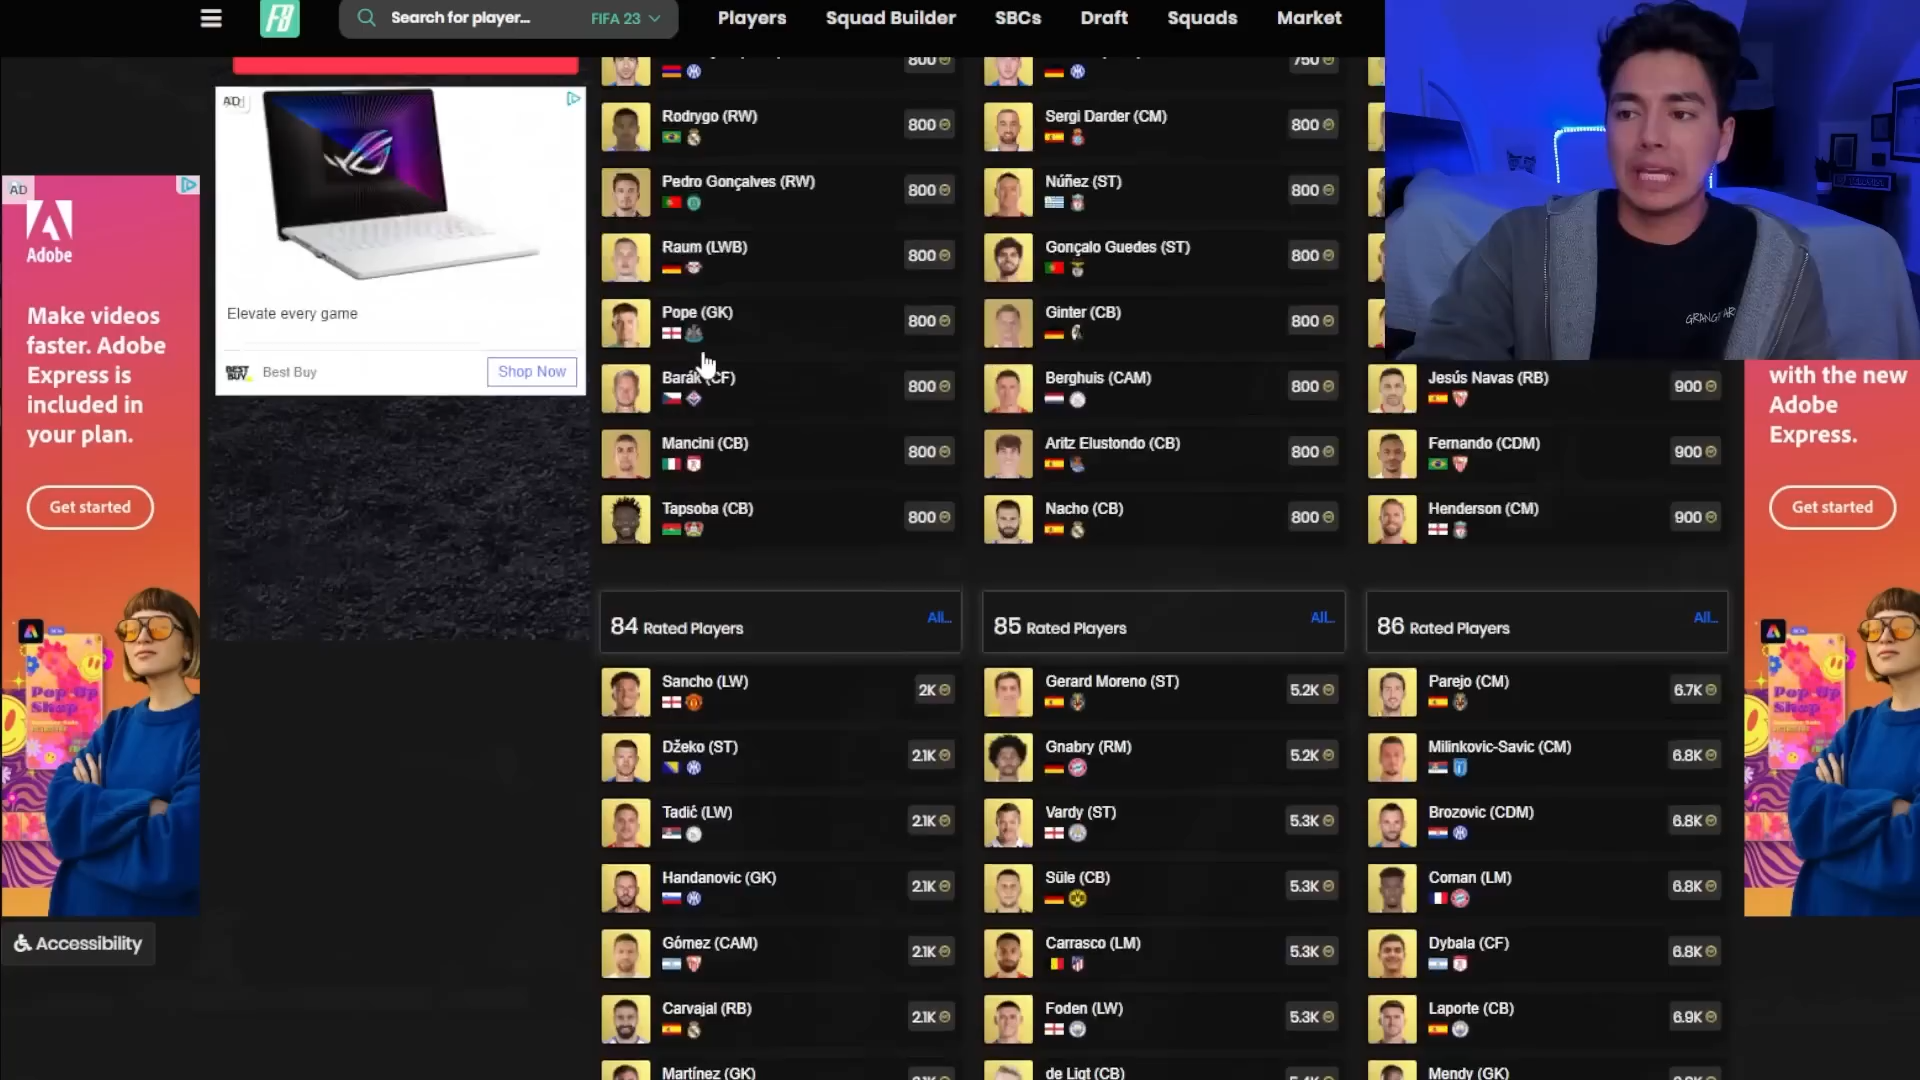 Search for player...
FIFA 23
Players
Squad Builder
SBCs
Draft
Squads
Market
AD
Elevate every game
BEST BUY
Best Buy
Shop Now
AD
Adobe
Make videos
faster. Adobe
Express is
included in
your plan.
Get started
Pop-Up
Shop
Accessibility
800
Rodrygo (RW)
800
Pedro Gonçalves (RW)
800
Raum (LWB)
800
Pope (GK)
800
Barák (CF)
800
Mancini (CB)
800
Tapsoba (CB)
800
750
Sergi Darder (CM)
800
Núñez (ST)
800
Gonçalo Guedes (ST)
800
Ginter (CB)
800
Berghuis (CAM)
800
Aritz Elustondo (CB)
800
Nacho (CB)
800
Jesús Navas (RB)
900
Fernando (CDM)
900
Henderson (CM)
900
84 Rated Players
All...
Sancho (LW)
2K
Džeko (ST)
2.1K
Tadić (LW)
2.1K
Handanovic (GK)
2.1K
Gómez (CAM)
2.1K
Carvajal (RB)
2.1K
Martínez (GK)
85 Rated Players
All...
Gerard Moreno (ST)
5.2K
Gnabry (RM)
5.2K
Vardy (ST)
5.3K
Süle (CB)
5.3K
Carrasco (LM)
5.3K
Foden (LW)
5.3K
de Ligt (CB)
86 Rated Players
All...
Parejo (CM)
6.7K
Milinkovic-Savic (CM)
6.8K
Brozovic (CDM)
6.8K
Coman (LM)
6.8K
Dybala (CF)
6.8K
Laporte (CB)
6.9K
Mendy (GK)
with the new
Adobe
Express.
Get started
Pop-Up
Shop